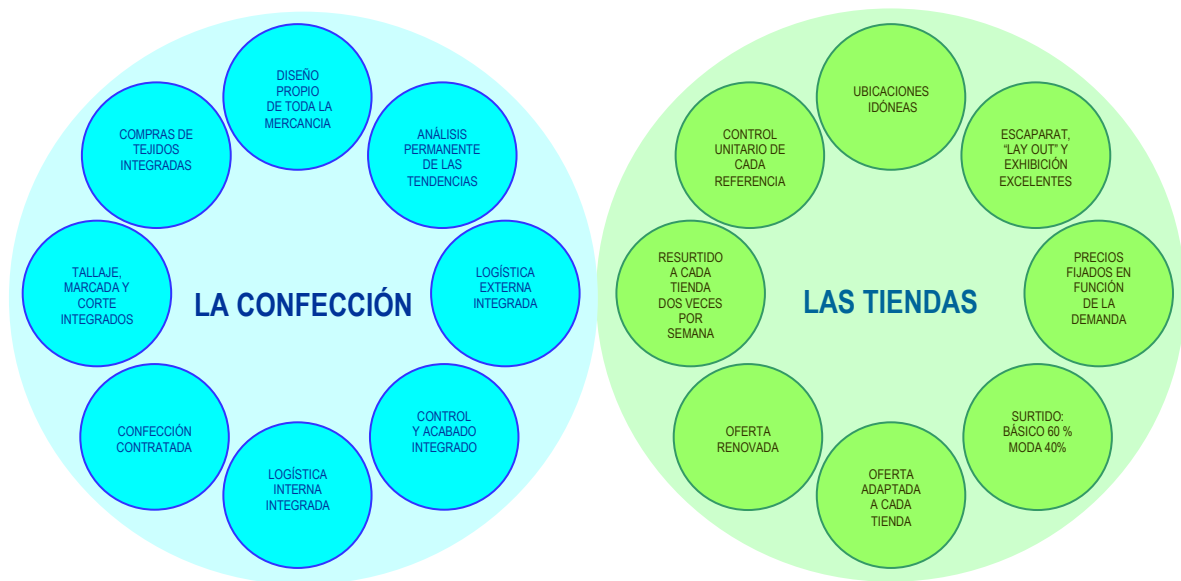 DISEÑO
PROPIO
DE TODA LA
MERCANCIA
ANÁLISIS
PERMANENTE
DE LAS
TENDENCIAS
LOGÍSTICA
EXTERNA
INTEGRADA
CONTROL
Y ACABADO
INTEGRADO
LOGÍSTICA
INTERNA
INTEGRADA
CONFECCIÓN
CONTRATADA
TALLAJE,
MARCADA Y
CORTE
INTEGRADOS
COMPRAS DE
TEJIDOS
INTEGRADAS
LA CONFECCIÓN
UBICACIONES
IDÓNEAS
ESCAPARAT,
"LAY OUT" Y
EXHIBICIÓN
EXCELENTES
PRECIOS
FIJADOS EN
FUNCIÓN
DE LA
DEMANDA
SURTIDO:
BÁSICO 60 %
MODA 40%
OFERTA
ADAPTADA
A CADA
TIENDA
OFERTA
RENOVADA
RESURTIDO
A CADA
TIENDA
DOS VECES
POR
SEMANA
CONTROL
UNITARIO DE
CADA
REFERENCIA
LAS TIENDAS